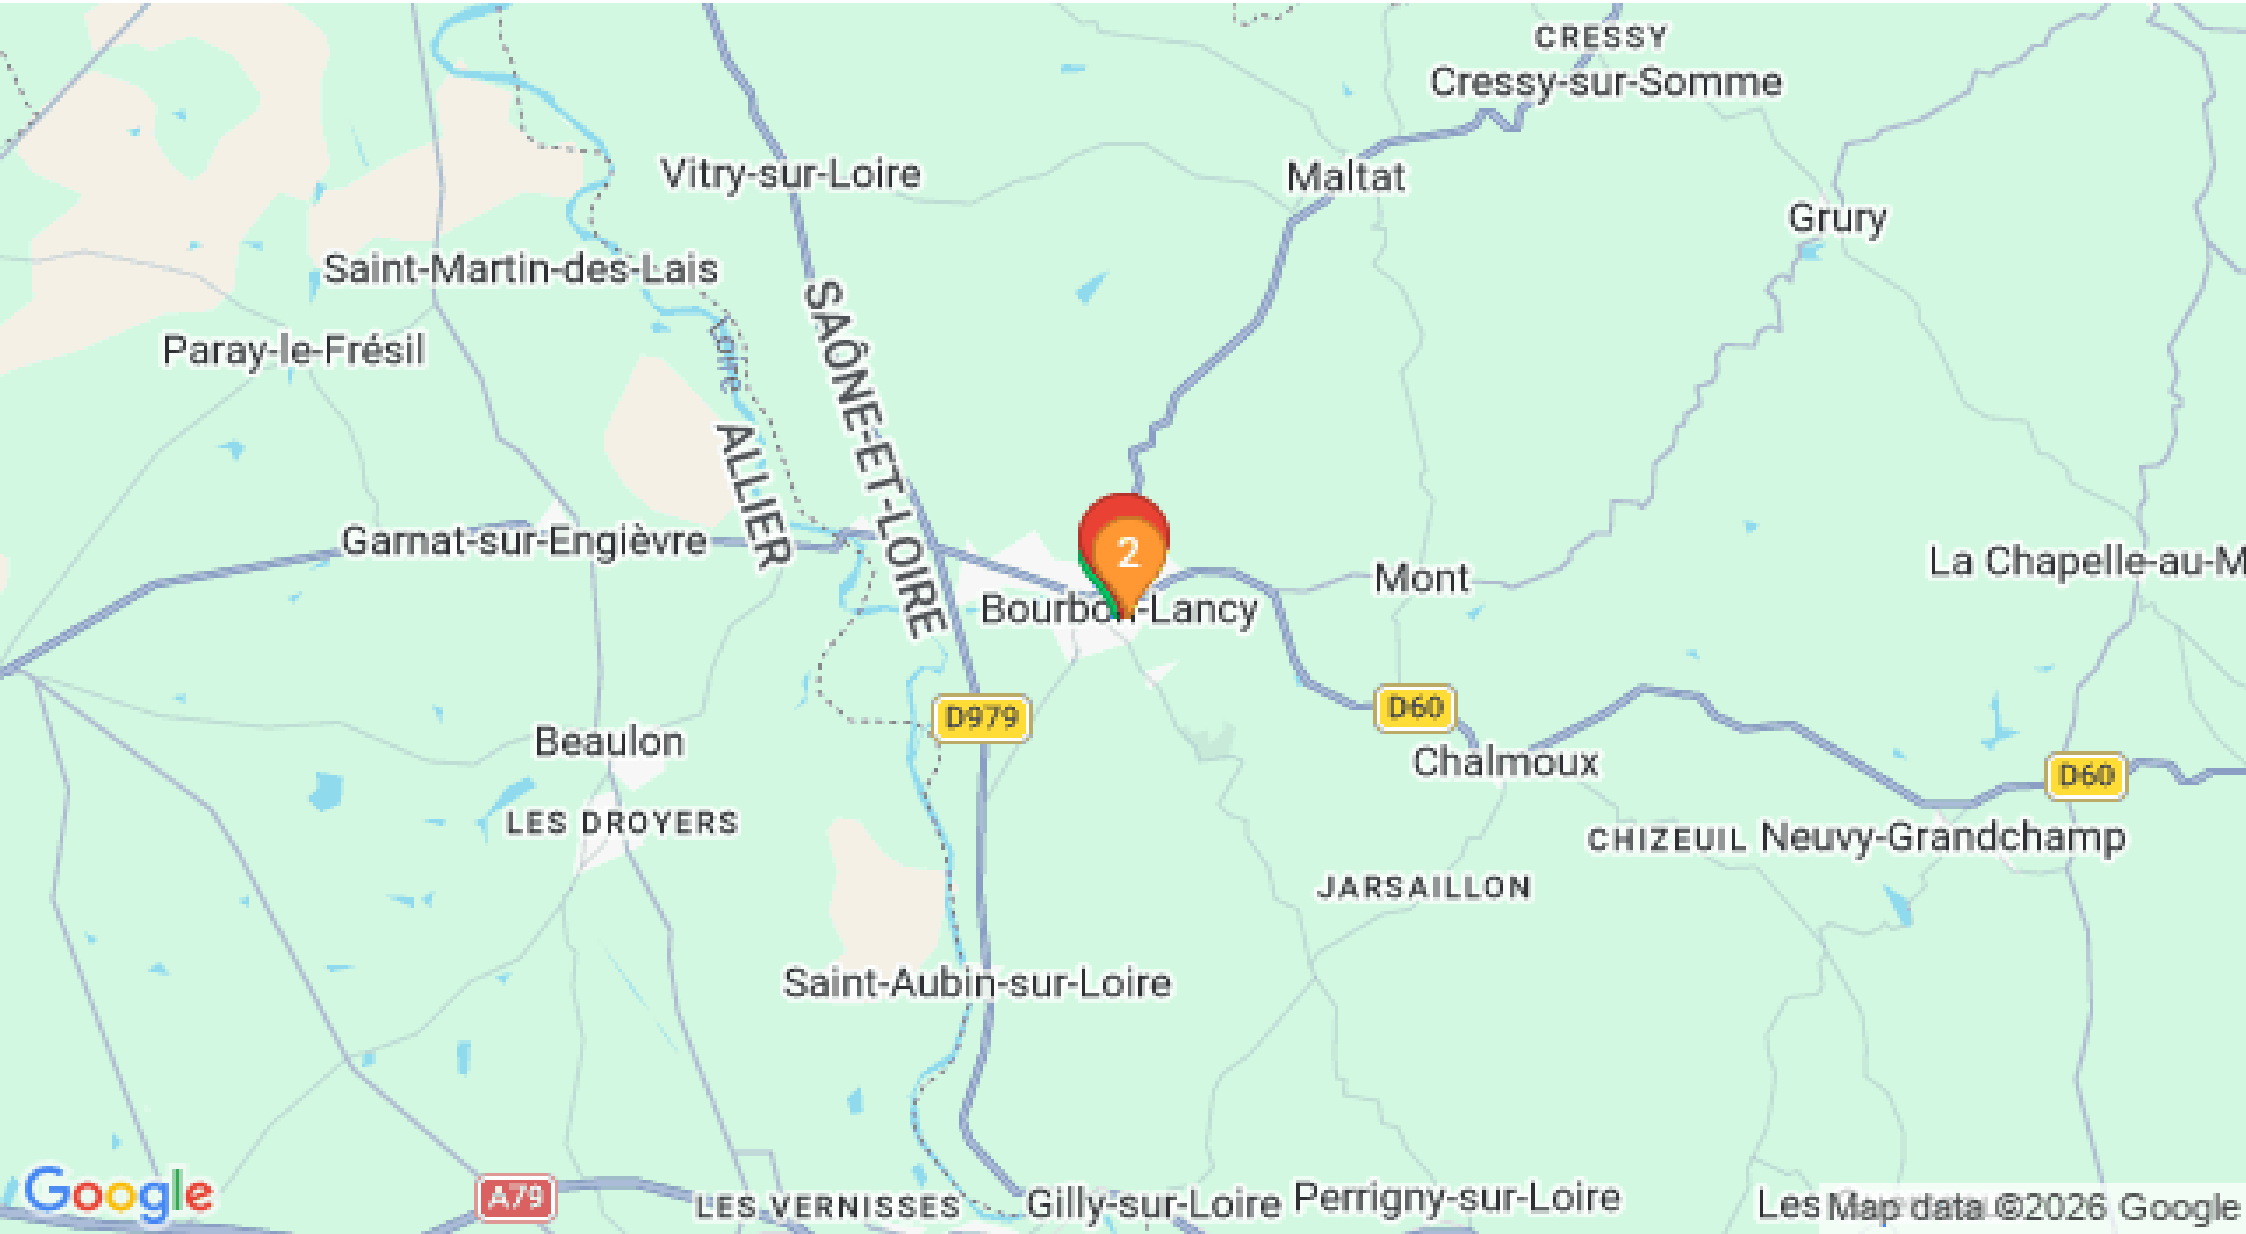 CRESSY
Cressy-sur-Somme
Vitry-sur-Loire
Maltat
Grury
Saint-Martin-des-Lais
Paray-le-Frésil
Loire
SAÔNE-ET-LOIRE
ALLIER
Garnat-sur-Engièvre
2
La Chapelle-au-M
Mont
Bourbon-Lancy
D979
D60
Beaulon
Chalmoux
D60
LES DROYERS
CHIZEUIL
Neuvy-Grandchamp
JARSAILLON
Saint-Aubin-sur-Loire
Google
A79
LES VERNISSES
Gilly-sur-Loire
Perrigny-sur-Loire
Les
Map data ©2026 Google